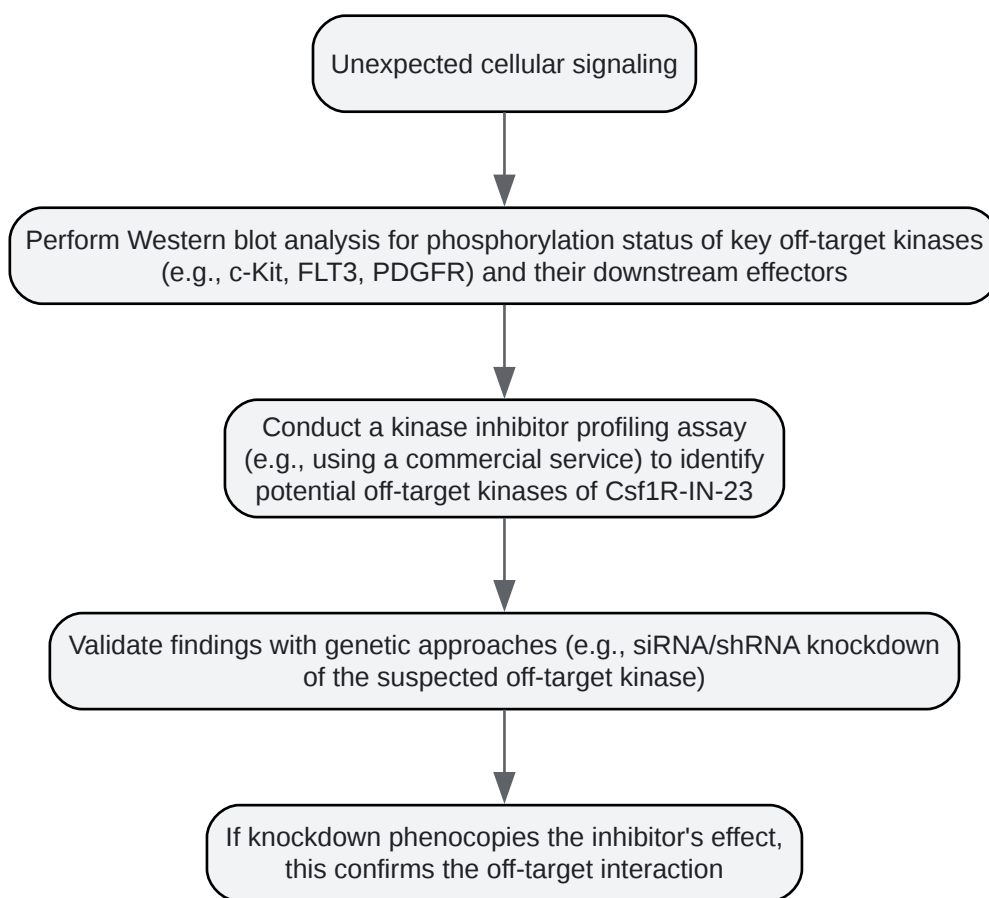 Unexpected cellular signaling
Perform Western blot analysis for phosphorylation status of key off-target kinases
(e.g., c-Kit, FLT3, PDGFR) and their downstream effectors
Conduct a kinase inhibitor profiling assay
(e.g., using a commercial service) to identify
potential off-target kinases of Csf1R-IN-23
Validate findings with genetic approaches (e.g., siRNA/shRNA knockdown
of the suspected off-target kinase)
If knockdown phenocopies the inhibitor's effect,
this confirms the off-target interaction